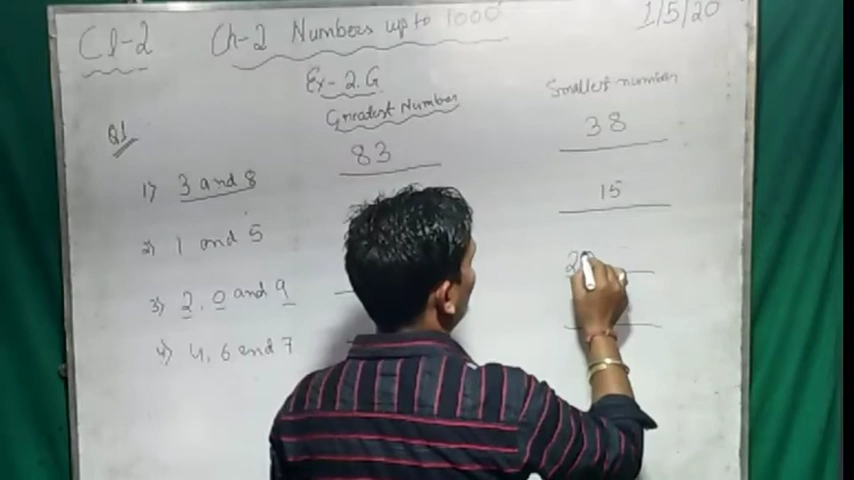 Cl-2 Ch-2 Numbers up to 1000 1/5/20
Ex- 2.G
Greatest Number Smallest number
Q1
1) 3 and 8 83 38
2) 1 and 5 15
3) 2, 0 and 9 20
4) 4, 6 and 7